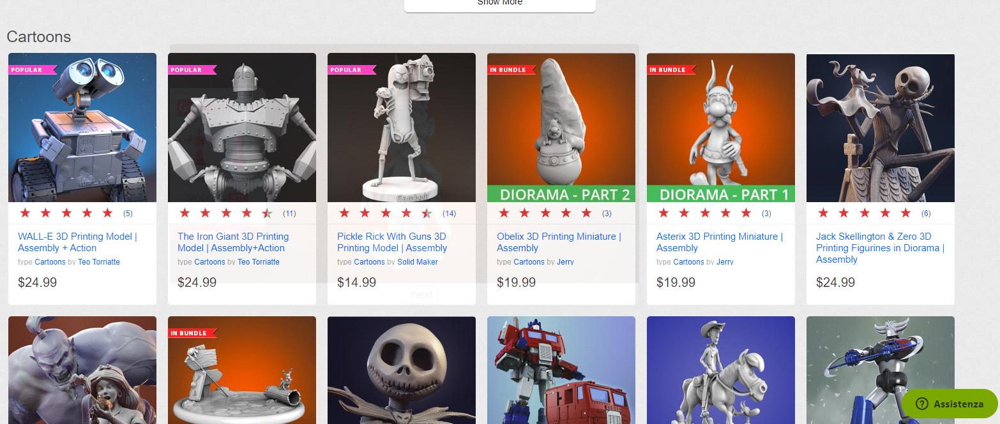 Show More
Cartoons
POPULAR
POPULAR
POPULAR
IN BUNDLE
IN BUNDLE
Gambody
DIORAMA - PART 2
DIORAMA - PART 1
(5)
(11)
(14)
(3)
(3)
(6)
WALL-E 3D Printing Model |
Assembly + Action
type Cartoons by Teo Torriatte
$24.99
The Iron Giant 3D Printing
Model | Assembly+Action
type Cartoons by Teo Torriatte
$24.99
Pickle Rick With Guns 3D
Printing Model | Assembly
type Cartoons by Solid Maker
$14.99
Obelix 3D Printing Miniature |
Assembly
type Cartoons by Jerry
$19.99
Asterix 3D Printing Miniature |
Assembly
type Cartoons by Jerry
$19.99
Jack Skellington & Zero 3D
Printing Figurines in Diorama |
Assembly
$24.99
next
IN BUNDLE
Assistenza